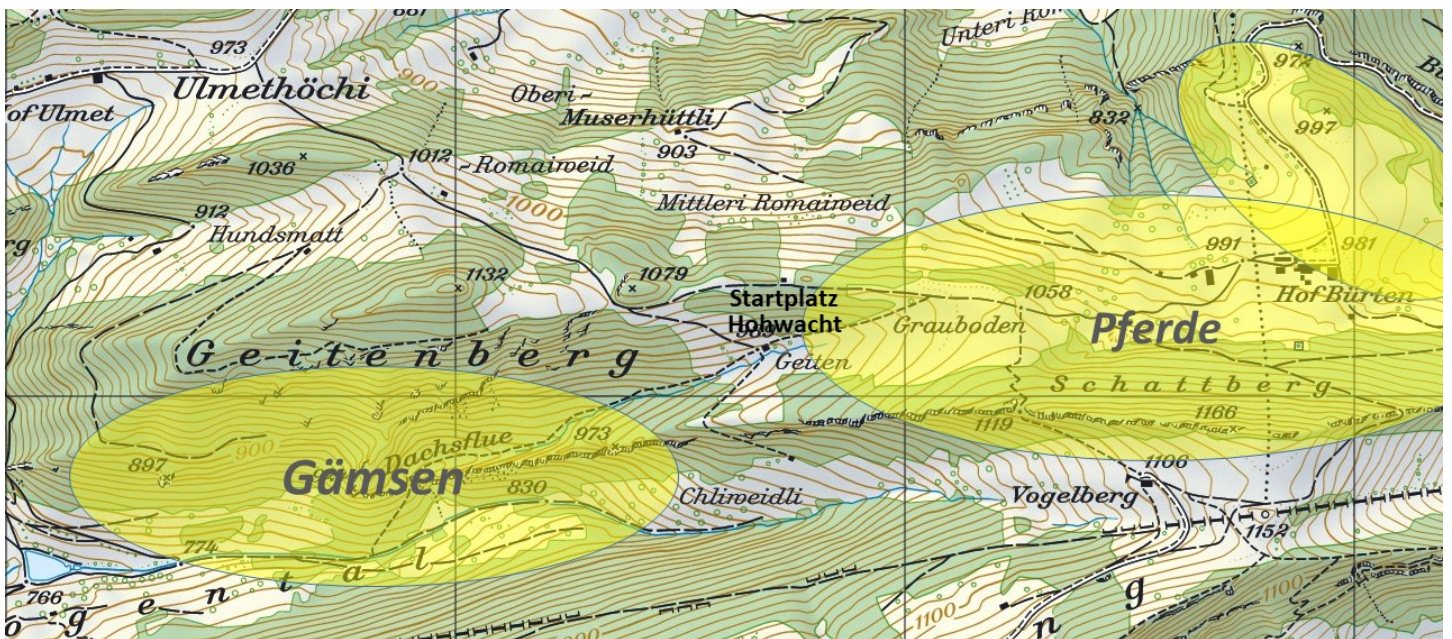 973
Ulmethöchi
of Ulmet
900
Oberi-
Muserhüttli
903
Unteri Rom
832
972
997
1036
1012
-Romaiweid
1000
Mittleri Romaiweid
912
Hundsmatt
1132
1079
991
981
Hof Bürten
1058
Startplatz
Hohwacht
Grauboden
Pferde
Geitenberg
Geiten
Schattberg
1166
1119
897
900
Dachsflue
973
Gämsen
830
Chliweidli
1106
Vogelberg
1152
774
766
o g e n t a l
1100
1100
n g